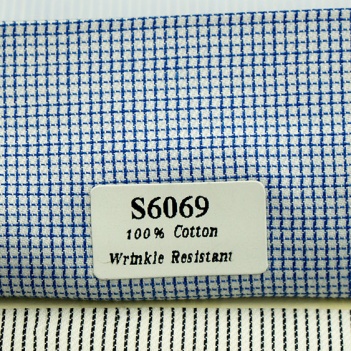 S6069
100% Cotton
Wrinkle Resistant